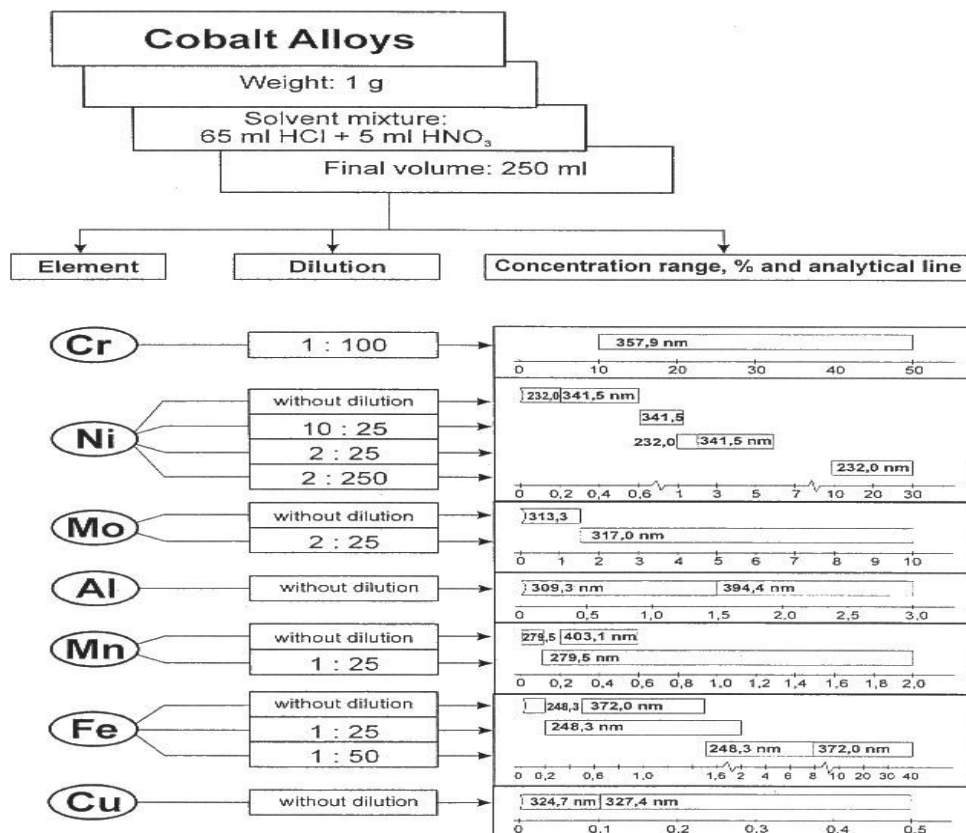 Cobalt Alloys
Weight: 1 g
Solvent mixture:
65 ml HCl + 5 ml HNO₃
Final volume: 250 ml
Element Dilution Concentration range, % and analytical line
Cr 1 : 100 357,9 nm
0 10 20 30 40 50
Ni
without dilution 232,0 341,5 nm
10 : 25 341,5
2 : 25 232,0 341,5 nm
2 : 250 232,0 nm
0 0,2 0,4 0,6 1 3 5 7 10 20 30
Mo
without dilution 313,3
2 : 25 317,0 nm
0 1 2 3 4 5 6 7 8 9 10
Al without dilution 309,3 nm 394,4 nm
0 0,5 1,0 1,5 2,0 2,5 3,0
Mn
without dilution 279,5 403,1 nm
1 : 25 279,5 nm
0 0,2 0,4 0,6 0,8 1,0 1,2 1,4 1,6 1,8 2,0
Fe
without dilution 248,3 372,0 nm
1 : 25 248,3 nm
1 : 50 248,3 nm 372,0 nm
0 0,2 0,6 1,0 1,6 2 4 6 8 10 20 30 40
Cu without dilution 324,7 nm 327,4 nm
0 0,1 0,2 0,3 0,4 0,5